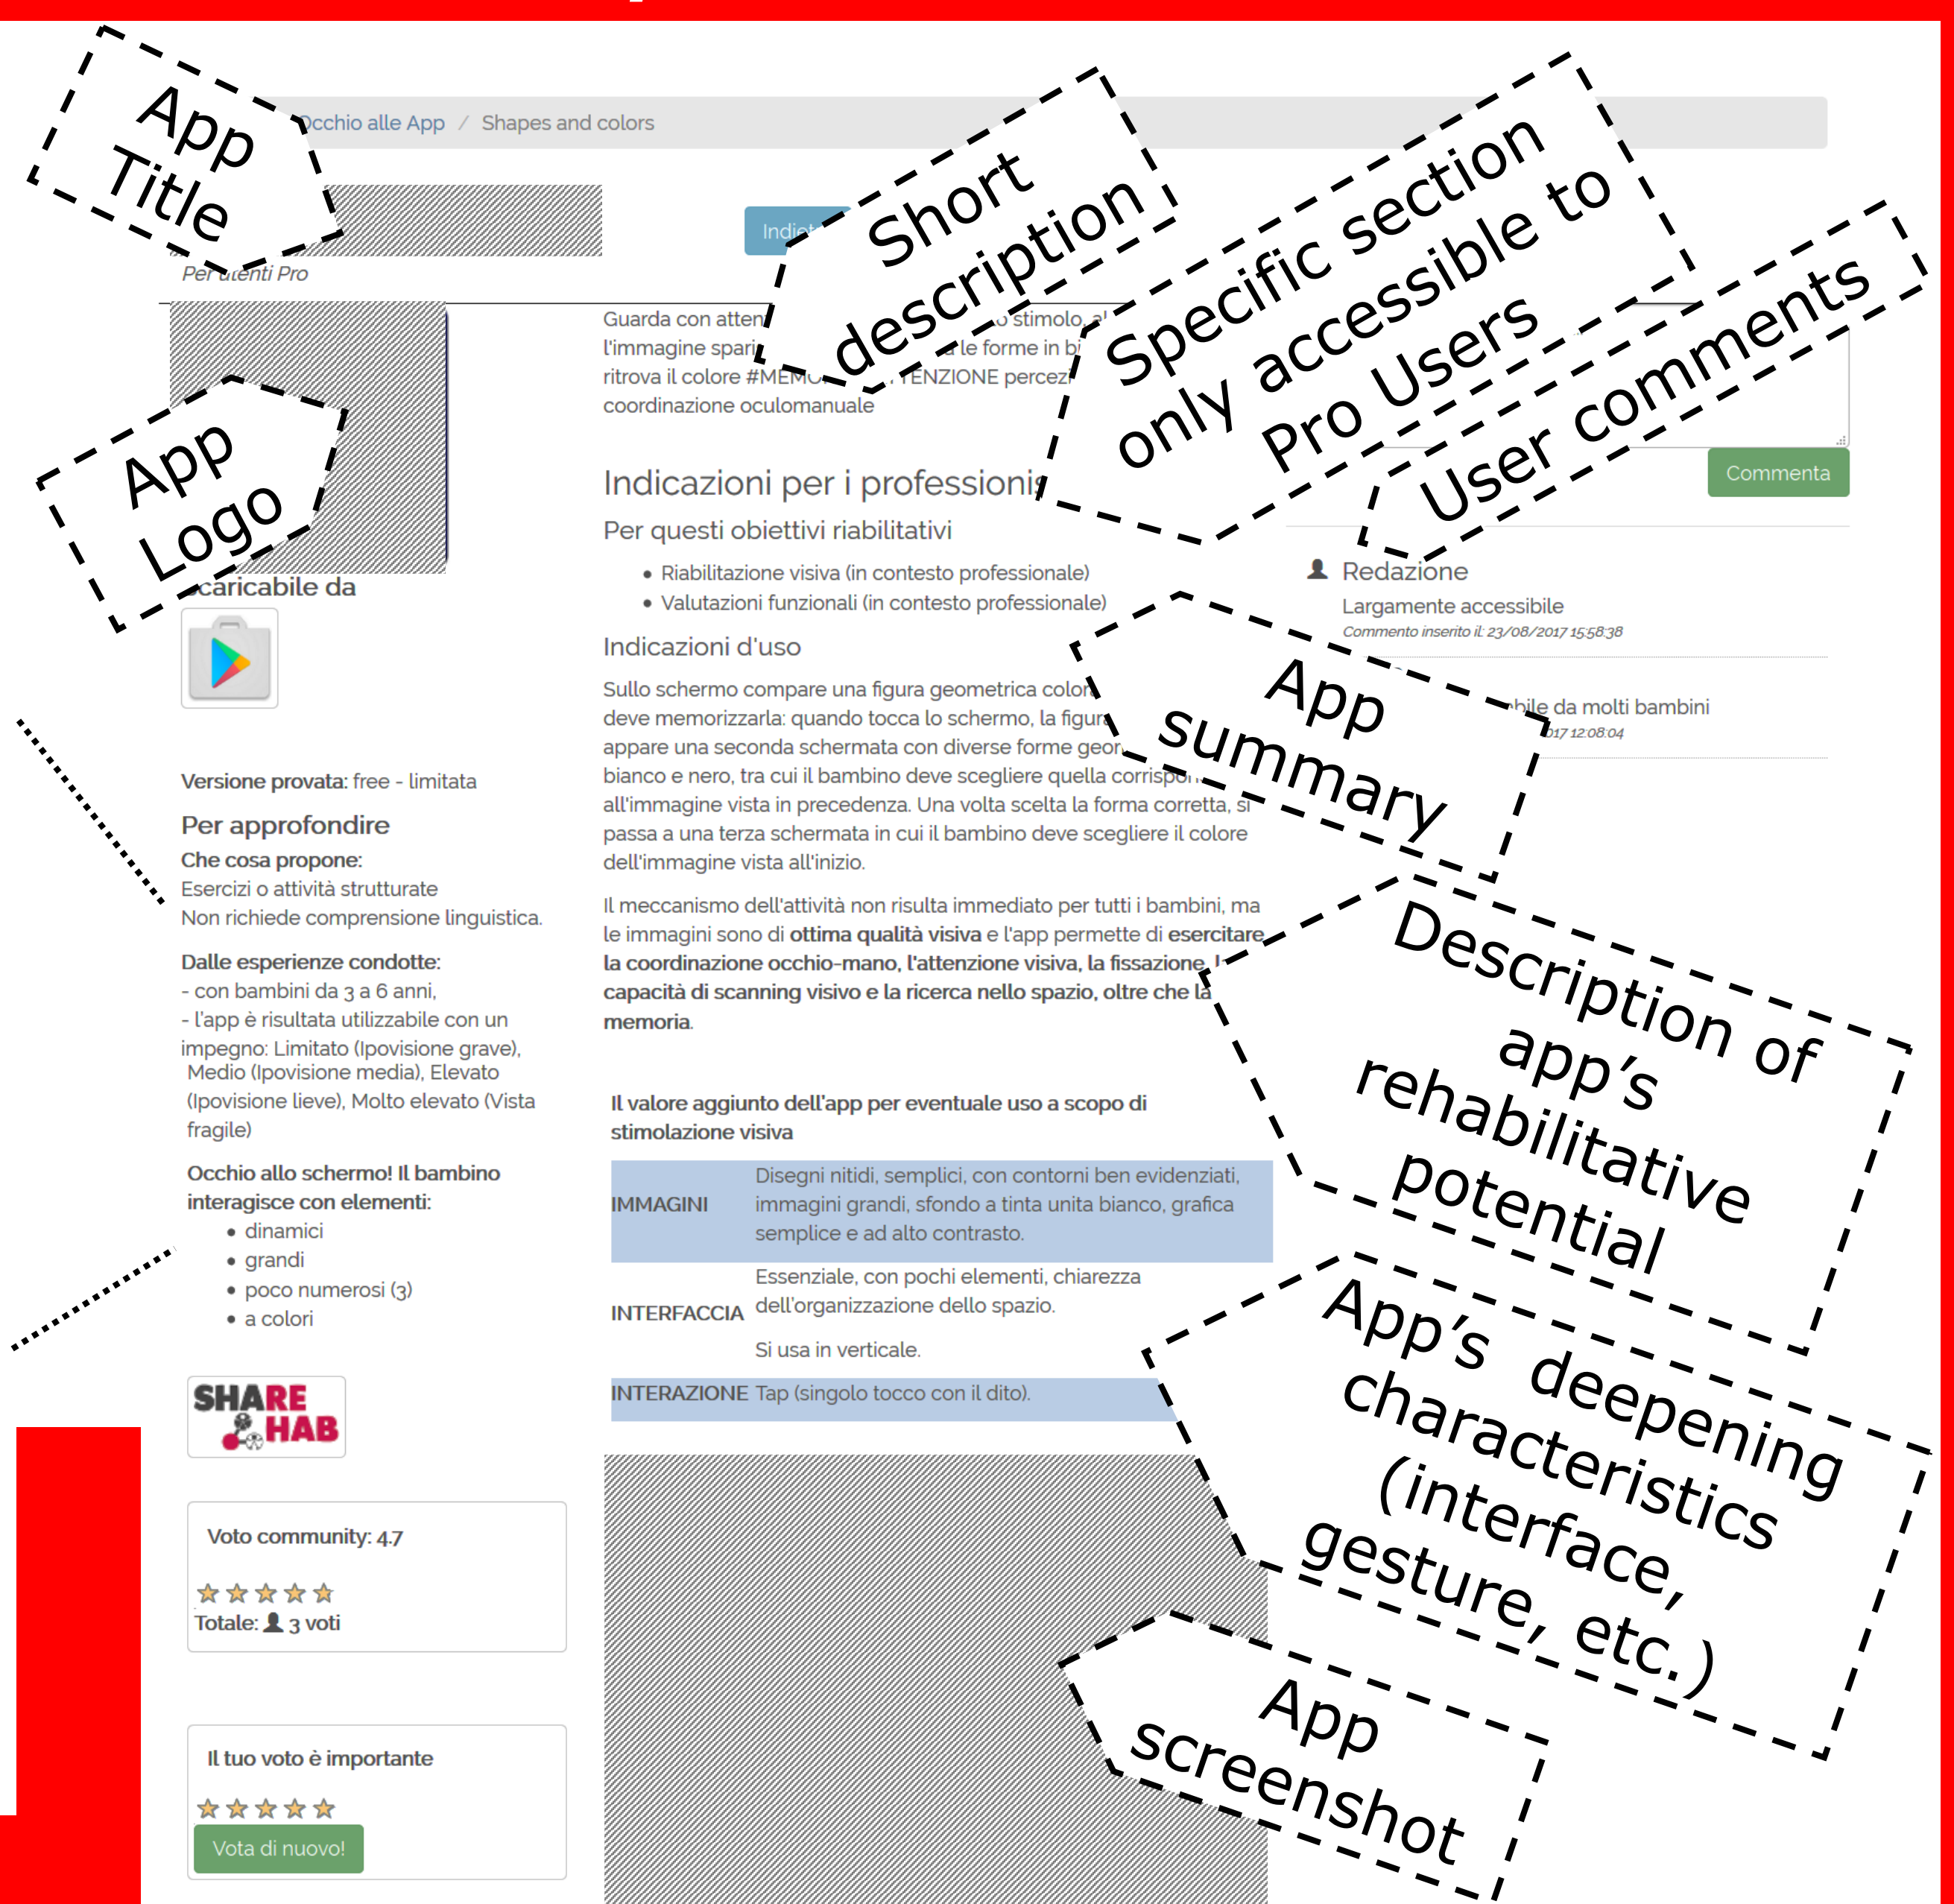 App
Title
Occhio alle App / Shapes and colors
Per utenti Pro
App
Logo
Scaricabile da
Versione provata: free - limitata
Per approfondire
Che cosa propone:
Esercizi o attività strutturate
Non richiede comprensione linguistica.
Dalle esperienze condotte:
- con bambini da 3 a 6 anni,
- l'app è risultata utilizzabile con un
impegno: Limitato (Ipovisione grave),
Medio (Ipovisione media), Elevato
(Ipovisione lieve), Molto elevato (Vista
fragile)
Occhio allo schermo! Il bambino
interagisce con elementi:
• dinamici
• grandi
• poco numerosi (3)
• a colori
SHARE
HAB
Voto community: 4.7
Totale: 3 voti
Il tuo voto è importante
Vota di nuovo!
Short
description
Guarda con stimolo,
l'immagine le forme in
ritrova il colore
coordinazione oculomanuale
Indicazioni per i
Per questi obiettivi riabilitativi
• Riabilitazione visiva (in contesto professionale)
• Valutazioni funzionali (in contesto professionale)
Indicazioni d'uso
Sullo schermo compare una figura geometrica
deve memorizzarla: quando tocca lo schermo, la
appare una seconda schermata con diverse forme
bianco e nero, tra cui il bambino deve scegliere quella
all'immagine vista in precedenza. Una volta scelta la forma corretta, si
passa a una terza schermata in cui il bambino deve scegliere il colore
dell'immagine vista all'inizio.
Il meccanismo dell'attività non risulta immediato per tutti i bambini, ma
le immagini sono di ottima qualità visiva e l'app permette di esercitare
la coordinazione occhio-mano, l'attenzione visiva, la fissazione,
capacità di scanning visivo e la ricerca nello spazio, oltre che la
memoria.
Il valore aggiunto dell'app per eventuale uso a scopo di
stimolazione visiva
IMMAGINI
Disegni nitidi, semplici, con contorni ben evidenziati,
immagini grandi, sfondo a tinta unita bianco, grafica
semplice e ad alto contrasto.
INTERFACCIA
Essenziale, con pochi elementi, chiarezza
dell'organizzazione dello spazio.
Si usa in verticale.
INTERAZIONE Tap (singolo tocco con il dito).
Specific section
only accessible to
Pro Users
User comments
Commenta
Redazione
Largamente accessibile
Commento inserito il: 23/08/2017 15:58:38
da molti bambini
12:08:04
App
summary
Description of
app's
rehabilitative
potential
App's deepening
characteristics
(interface,
gesture, etc.)
App
screenshot